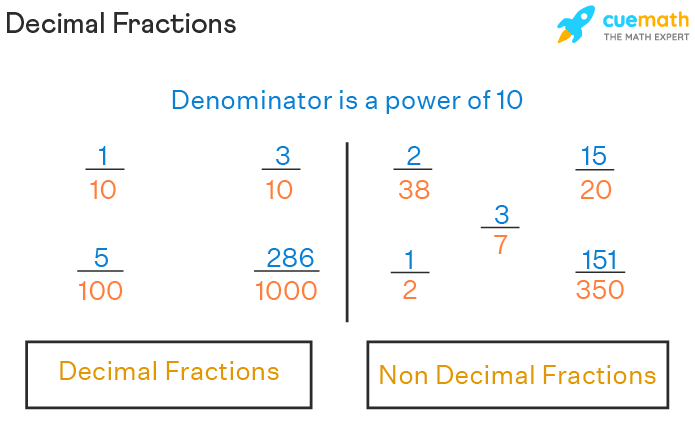 Decimal Fractions
cuemath
THE MATH EXPERT
Denominator is a power of 10
1 3 2 15
10 10 38 20
3
7
5 286 1 151
100 1000 2 350
Decimal Fractions
Non Decimal Fractions